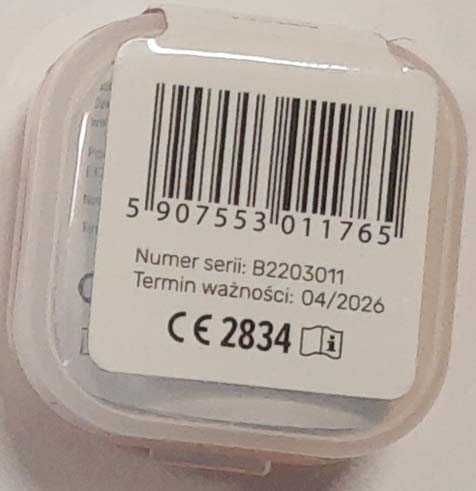 5 907553 011765
Numer serii: B2203011
Termin ważności: 04/2026
CE 2834